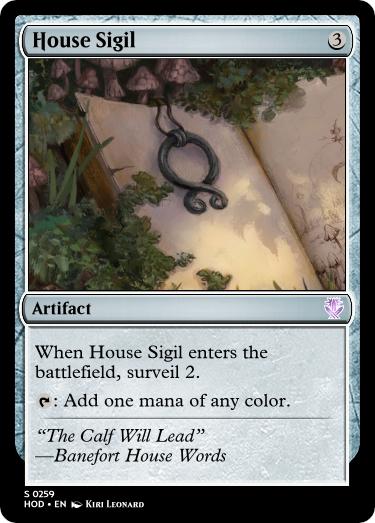 House Sigil
3
Artifact
When House Sigil enters the
battlefield, surveil 2.
: Add one mana of any color.
“The Calf Will Lead”
—Banefort House Words
S 0259
HOD • EN Kiri Leonard